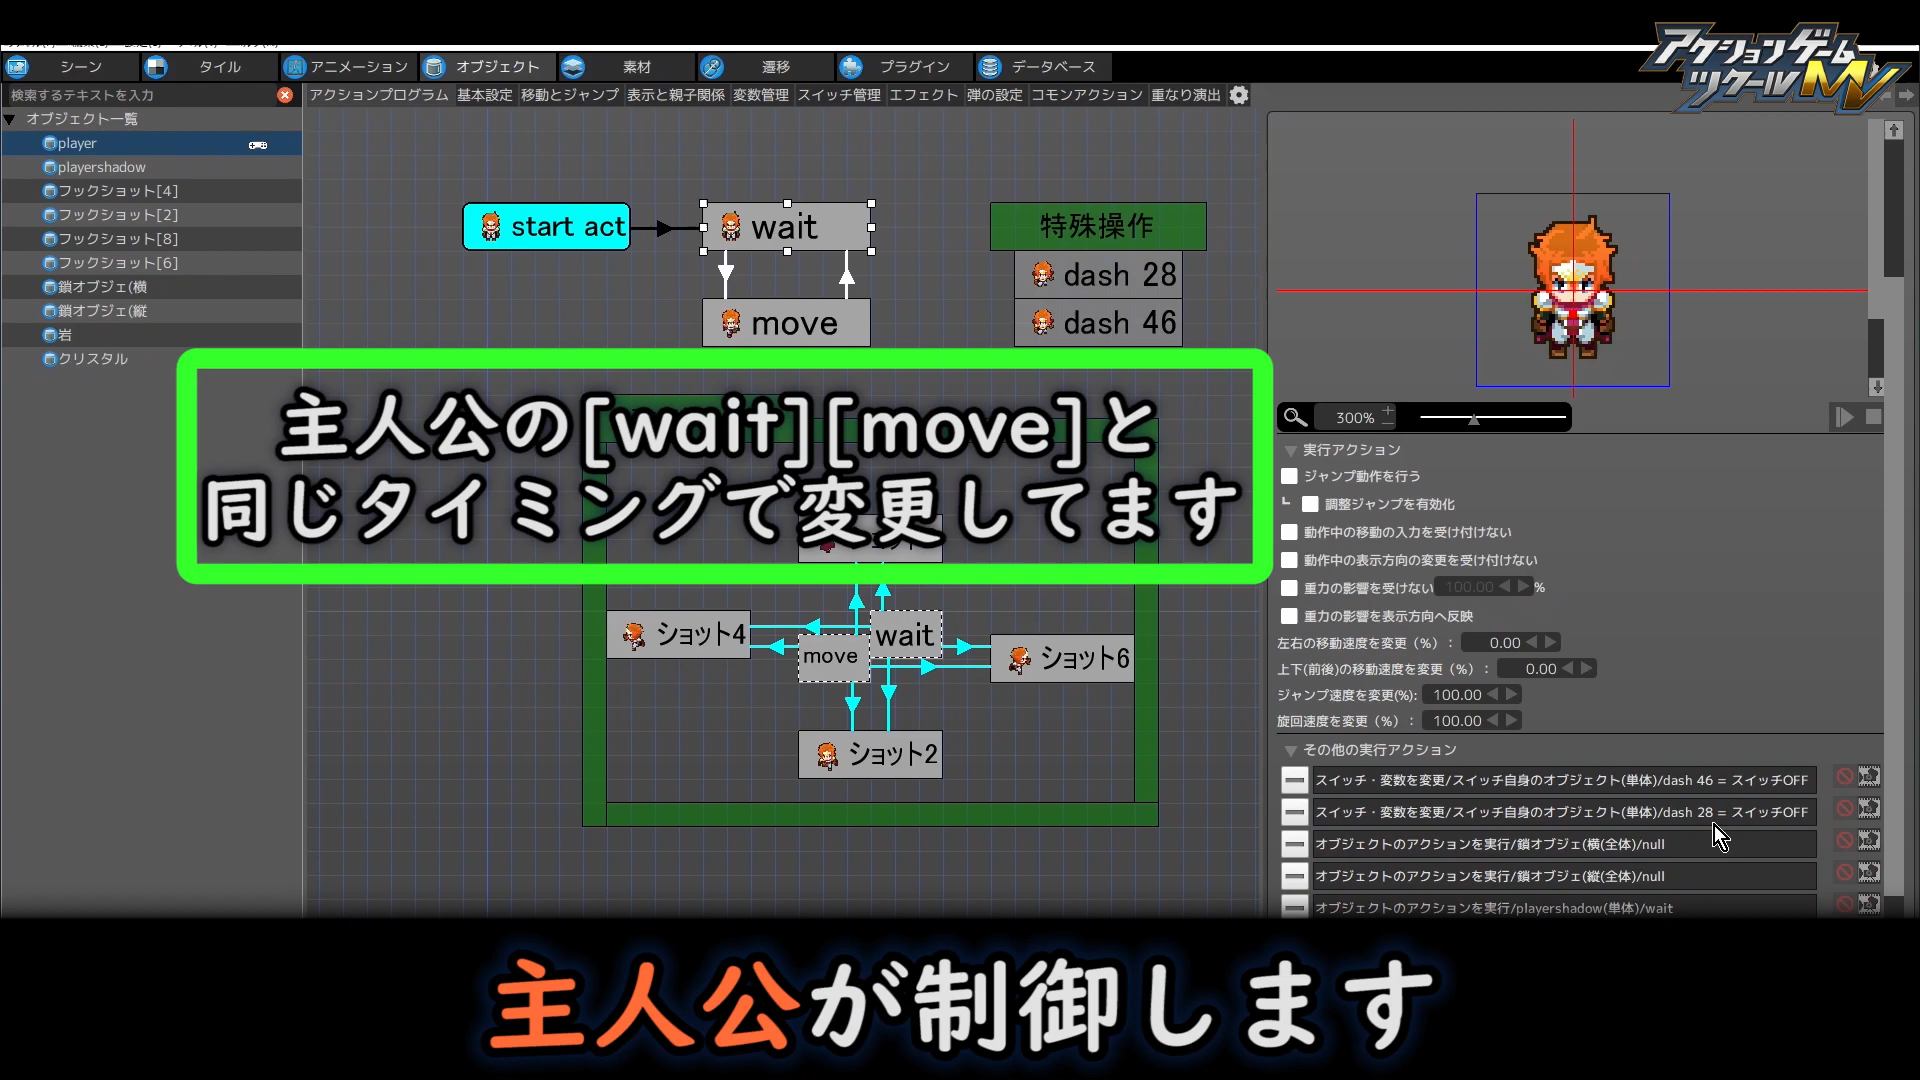 アクションゲーム
ツクールMV
シーン
タイル
アニメーション
オブジェクト
素材
遷移
プラグイン
データベース
検索するテキストを入力
アクションプログラム 基本設定 移動とジャンプ 表示と親子関係 変数管理 スイッチ管理 エフェクト 弾の設定 コモンアクション 重なり演出
オブジェクト一覧
player
playershadow
フックショット[4]
フックショット[2]
フックショット[8]
フックショット[6]
鎖オブジェ(横
鎖オブジェ(縦
岩
クリスタル
start act
wait
move
特殊操作
dash 28
dash 46
主人公の[wait][move]と
同じタイミングで変更してます
ショット4
wait
move
ショット6
ショット2
300%
実行アクション
ジャンプ動作を行う
調整ジャンプを有効化
動作中の移動の入力を受け付けない
動作中の表示方向の変更を受け付けない
重力の影響を受けない 100.00 %
重力の影響を表示方向へ反映
左右の移動速度を変更（%）： 0.00
上下(前後)の移動速度を変更（%）： 0.00
ジャンプ速度を変更(%): 100.00
旋回速度を変更（%）： 100.00
その他の実行アクション
スイッチ・変数を変更/スイッチ自身のオブジェクト(単体)/dash 46 = スイッチOFF
スイッチ・変数を変更/スイッチ自身のオブジェクト(単体)/dash 28 = スイッチOFF
オブジェクトのアクションを実行/鎖オブジェ(横(全体)/null
オブジェクトのアクションを実行/鎖オブジェ(縦(全体)/null
オブジェクトのアクションを実行/playershadow(単体)/wait
主人公が制御します